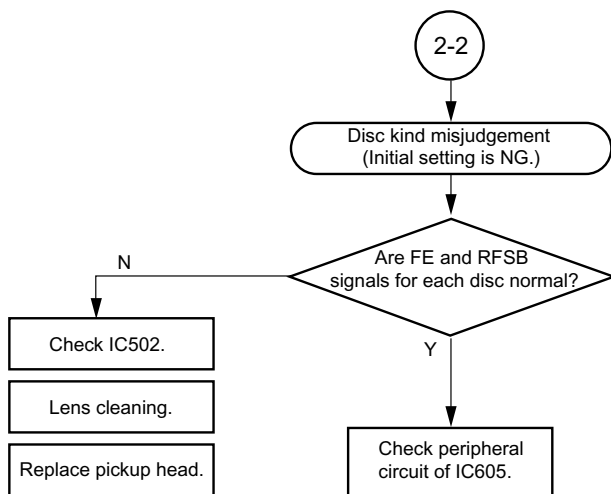 2-2
Disc kind misjudgement
(Initial setting is NG.)
Are FE and RFSB
signals for each disc normal?
N
Y
Check IC502.
Lens cleaning.
Replace pickup head.
Check peripheral
circuit of IC605.